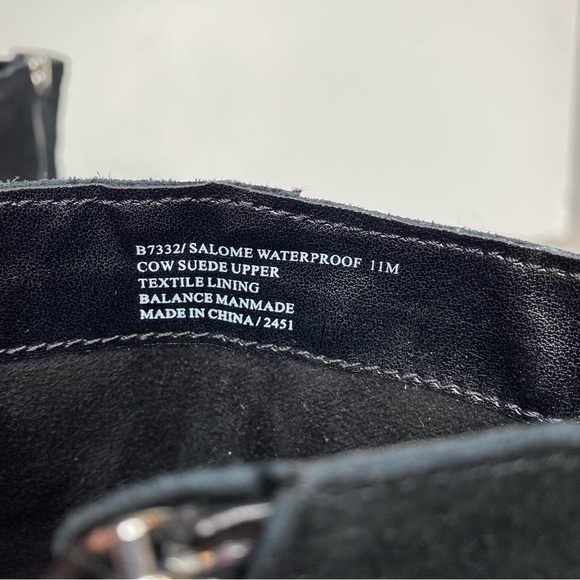 B7332/ SALOME WATERPROOF 11M
COW SUEDE UPPER
TEXTILE LINING
BALANCE MANMADE
MADE IN CHINA/2451